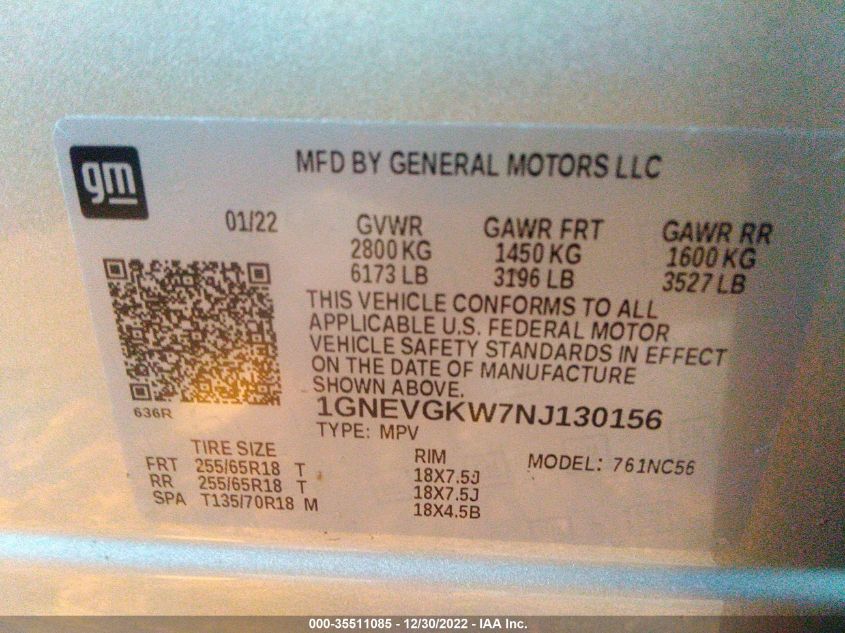 gm
MFD BY GENERAL MOTORS LLC
01/22
GVWR
2800 KG
6173 LB
GAWR FRT
1450 KG
3196 LB
GAWR RR
1600 KG
3527 LB
THIS VEHICLE CONFORMS TO ALL
APPLICABLE U.S. FEDERAL MOTOR
VEHICLE SAFETY STANDARDS IN EFFECT
ON THE DATE OF MANUFACTURE
SHOWN ABOVE.
636R
1GNEVGKW7NJ130156
TYPE: MPV
TIRE SIZE
FRT 255/65R18 T
RR 255/65R18 T
SPA T135/70R18 M
RIM
18X7.5J
18X7.5J
18X4.5B
MODEL: 761NC56
000-35511085 - 12/30/2022 - IAA Inc.